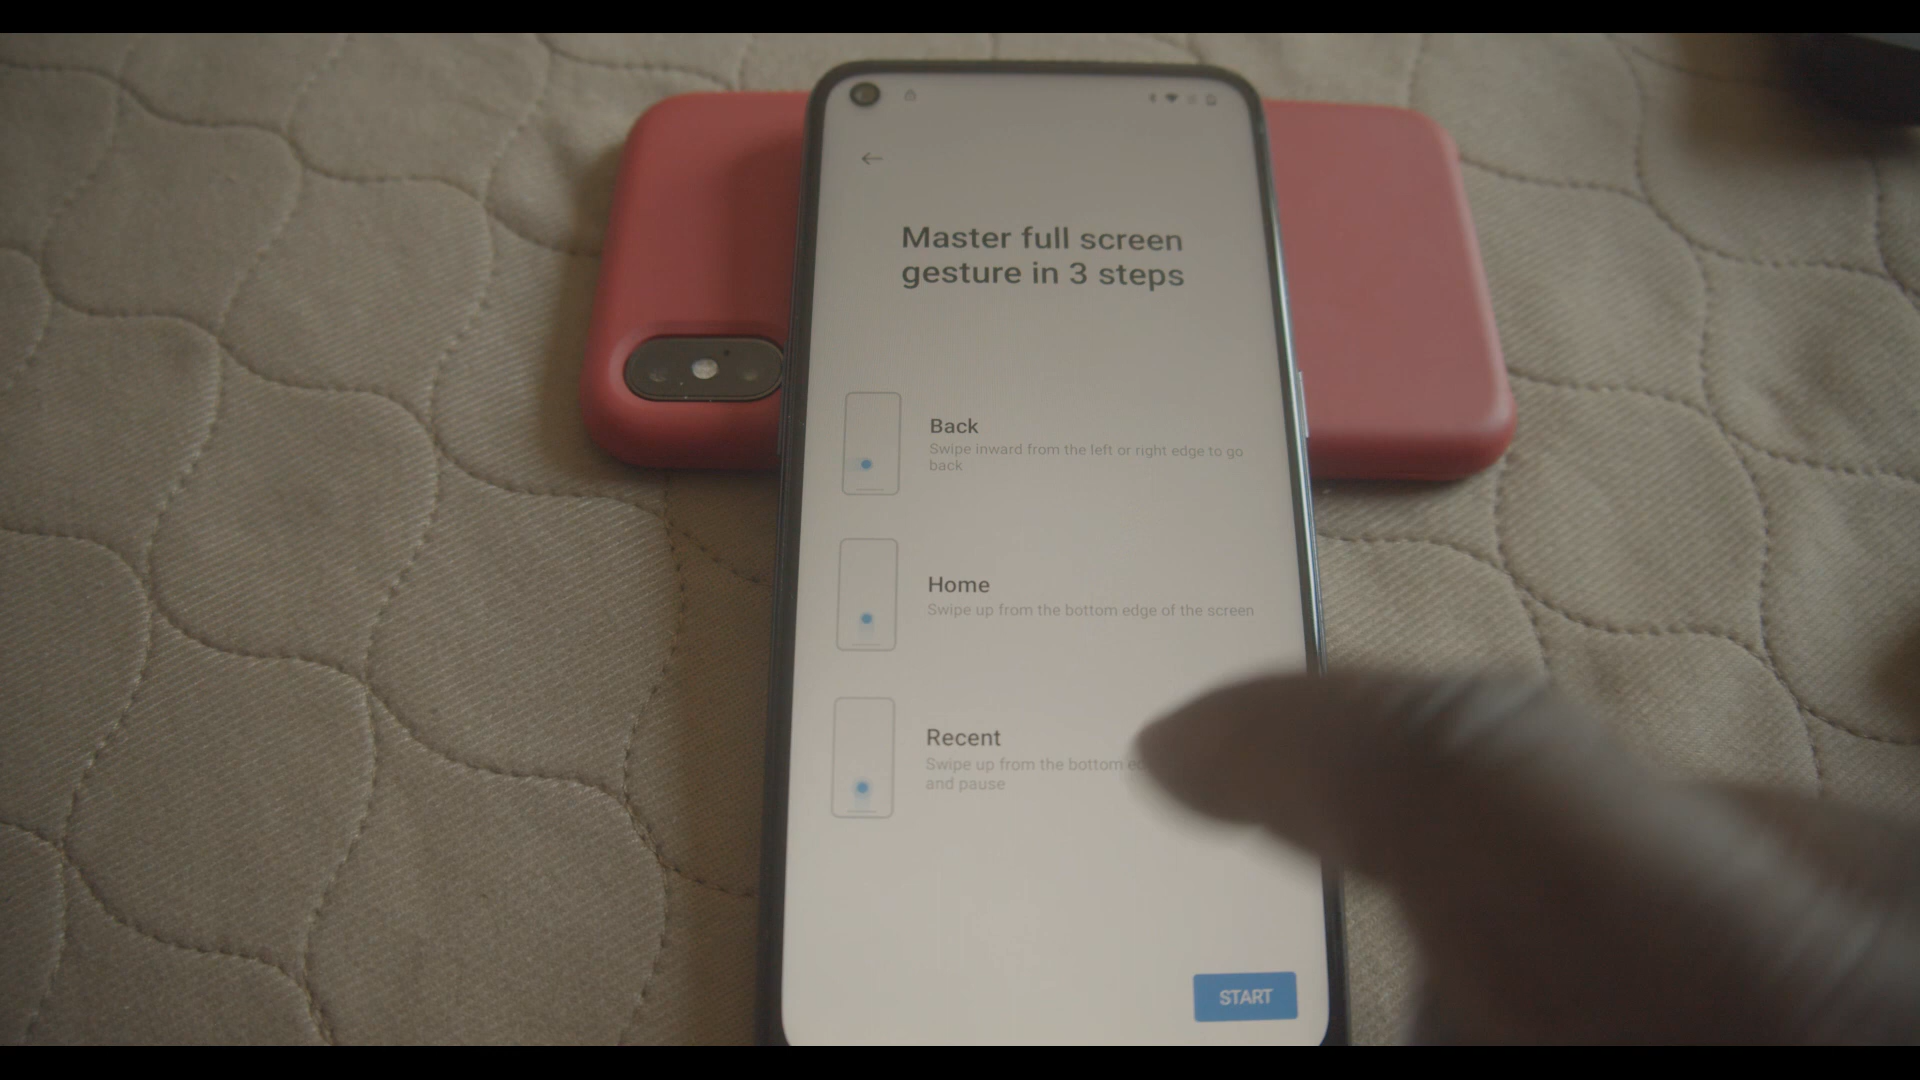 Master full screen
gesture in 3 steps
Back
Swipe inward from the left or right edge to go
back
Home
Swipe up from the bottom edge of the screen
Recent
Swipe up from the bottom
and pause
START